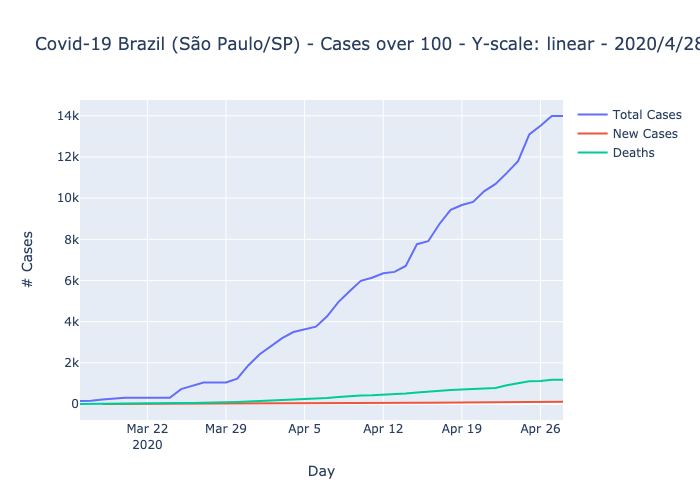 Covid-19 Brazil (São Paulo/SP) - Cases over 100 - Y-scale: linear - 2020/4/28
14k
12k
10k
8k
6k
4k
2k
0
# Cases
Mar 22
2020
Mar 29
Apr 5
Apr 12
Apr 19
Apr 26
Day
Total Cases
New Cases
Deaths